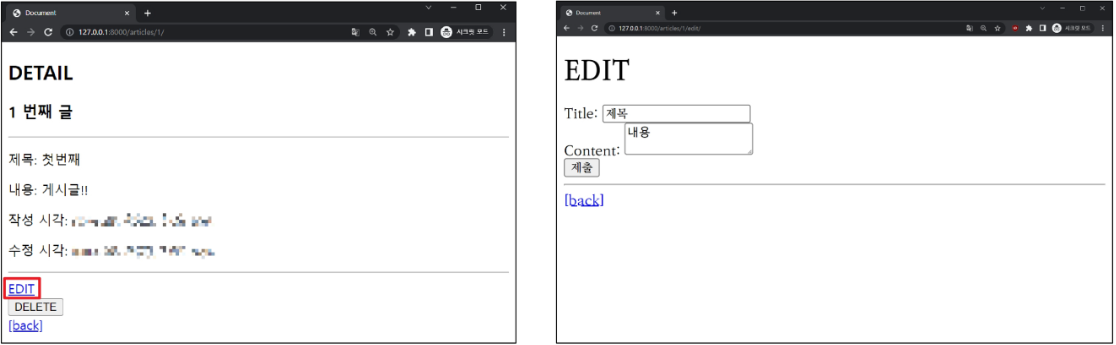 Document
127.0.0.1:8000/articles/1/
시크릿 모드
DETAIL
1 번째 글
제목: 첫번째
내용: 게시글!!
작성 시각:
수정 시각:
EDIT
DELETE
[back]
Document
127.0.0.1:8000/articles/1/edit/
시크릿 모드
EDIT
Title: 제목
Content: 내용
제출
[back]